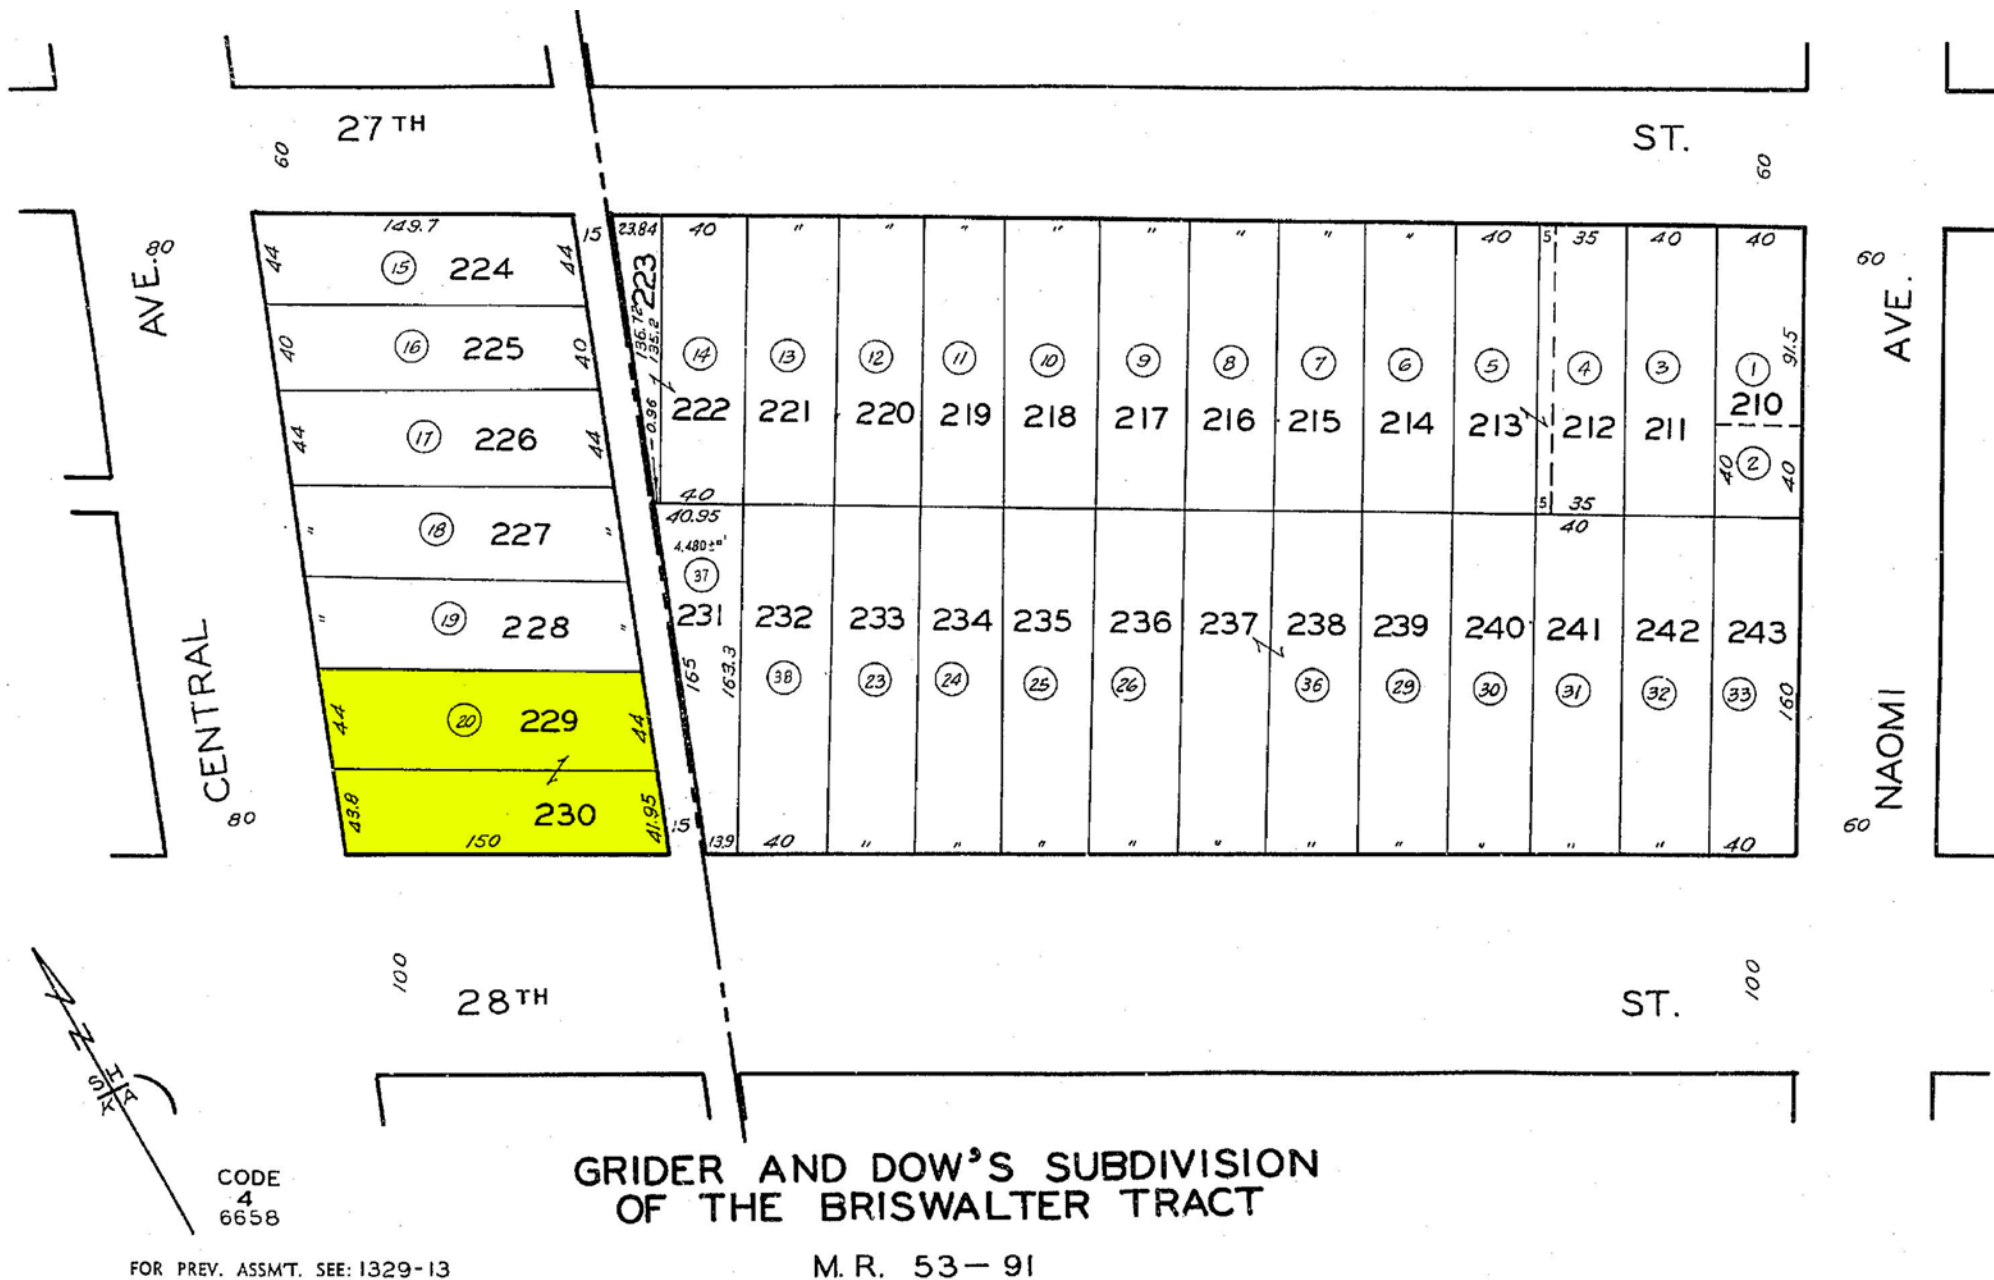 27TH ST.
60 60
AVE. 80
149.7
44 15 224 44
15 23.84 40 " " " " " " " " 40 5 35 40 40
60
AVE.
40 16 225 40
223
136.72
135.2
0.96
91.5
14 13 12 11 10 9 8 7 6 5 4 3 1
222 221 220 219 218 217 216 215 214 213 212 211 210
44 17 226 44
40 2 40
40 5 35
40.95 40
" 18 227 "
4,480±□'
37
" 19 228 "
231 232 233 234 235 236 237 238 239 240 241 242 243
165 163.3
38 23 24 25 26 36 29 30 31 32 33
160
CENTRAL
NAOMI
44 20 229 44
43.8 230 41.95
150
80
15 13.9 40 " " " " " " " " " " 40
60
100 100
28TH ST.
N
H A
S K
CODE
4
6658
GRIDER AND DOW'S SUBDIVISION
OF THE BRISWALTER TRACT
FOR PREV. ASSM'T. SEE: 1329-13
M. R. 53-91